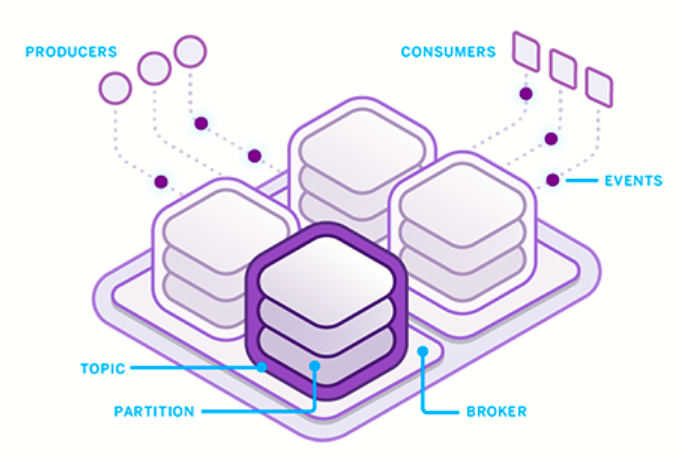 PRODUCERS
CONSUMERS
EVENTS
TOPIC
PARTITION
BROKER